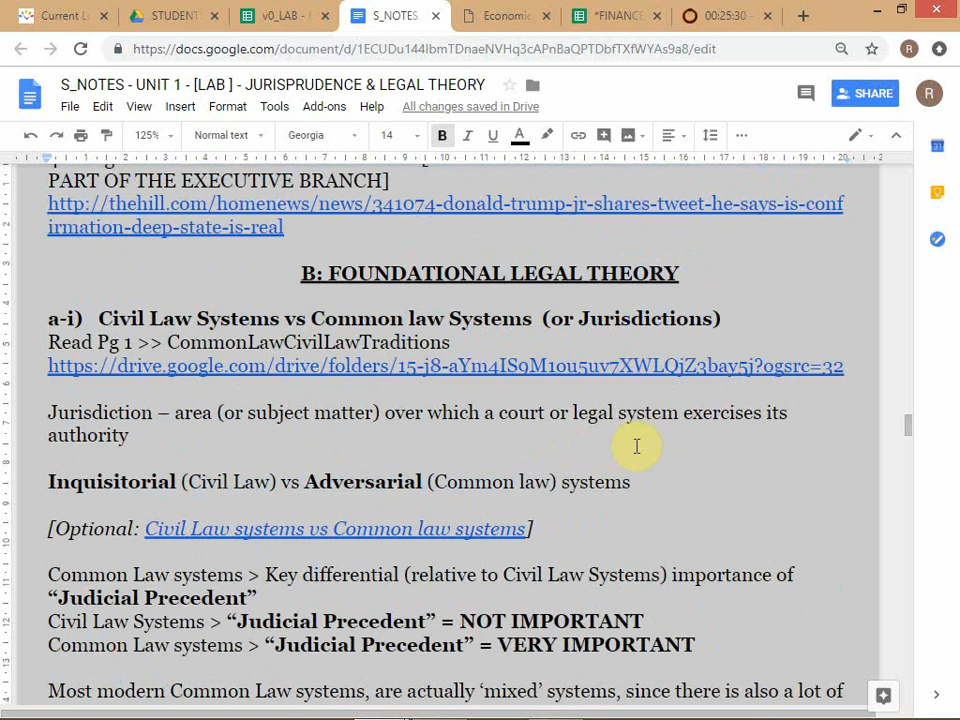 Current L
STUDENT
v0_LAB -
S_NOTES
Economic
*FINANCE
00:25:30
https://docs.google.com/document/d/1ECUDu144IbmTDnaeNVHq3cAPnBaQPTDbfTXfWYAs9a8/edit
R
S_NOTES - UNIT 1 - [LAB ] - JURISPRUDENCE & LEGAL THEORY
File Edit View Insert Format Tools Add-ons Help All changes saved in Drive
SHARE
R
125% Normal text Georgia 14 B I U A
PART OF THE EXECUTIVE BRANCH]
http://thehill.com/homenews/news/341074-donald-trump-jr-shares-tweet-he-says-is-conf
irmation-deep-state-is-real
B: FOUNDATIONAL LEGAL THEORY
a-i) Civil Law Systems vs Common law Systems (or Jurisdictions)
Read Pg 1 >> CommonLawCivilLawTraditions
https://drive.google.com/drive/folders/15-j8-aYm4IS9M1ou5uv7XWLQjZ3bay5j?ogsrc=32
Jurisdiction – area (or subject matter) over which a court or legal system exercises its
authority
Inquisitorial (Civil Law) vs Adversarial (Common law) systems
[Optional: Civil Law systems vs Common law systems]
Common Law systems > Key differential (relative to Civil Law Systems) importance of
“Judicial Precedent”
Civil Law Systems > “Judicial Precedent” = NOT IMPORTANT
Common Law systems > “Judicial Precedent” = VERY IMPORTANT
Most modern Common Law systems, are actually ‘mixed’ systems, since there is also a lot of